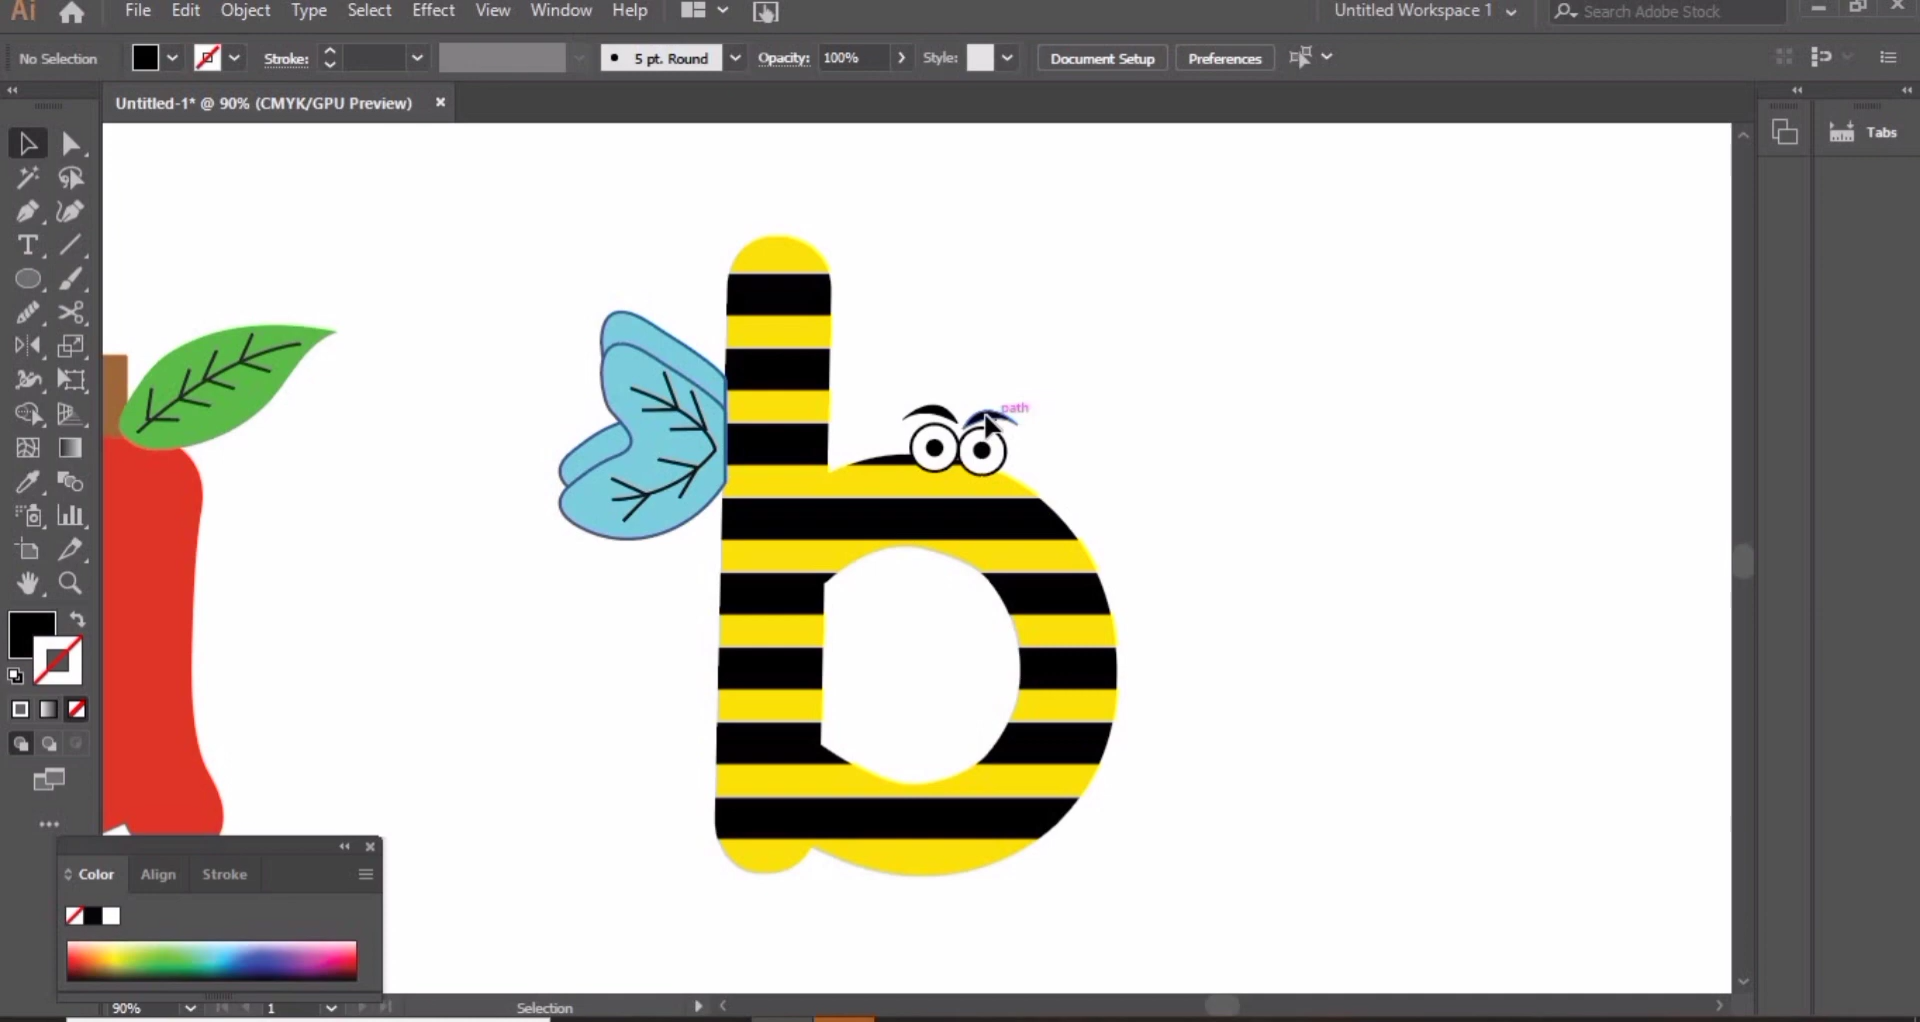 Ai File Edit Object Type Select Effect View Window Help Untitled Workspace 1 Search Adobe Stock
No Selection Stroke: 5 pt. Round Opacity: 100% Style: Document Setup Preferences
Untitled-1* @ 90% (CMYK/GPU Preview)
Tabs
path
b
Color Align Stroke
90% 1 Selection